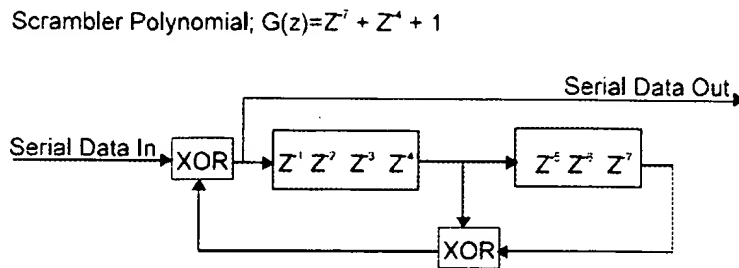 Scrambler Polynomial; G(z)=Z⁻⁷ + Z⁻⁴ + 1
Serial Data Out
Serial Data In
XOR
Z⁻¹ Z⁻² Z⁻³ Z⁻⁴
Z⁻⁵ Z⁻⁶ Z⁻⁷
XOR